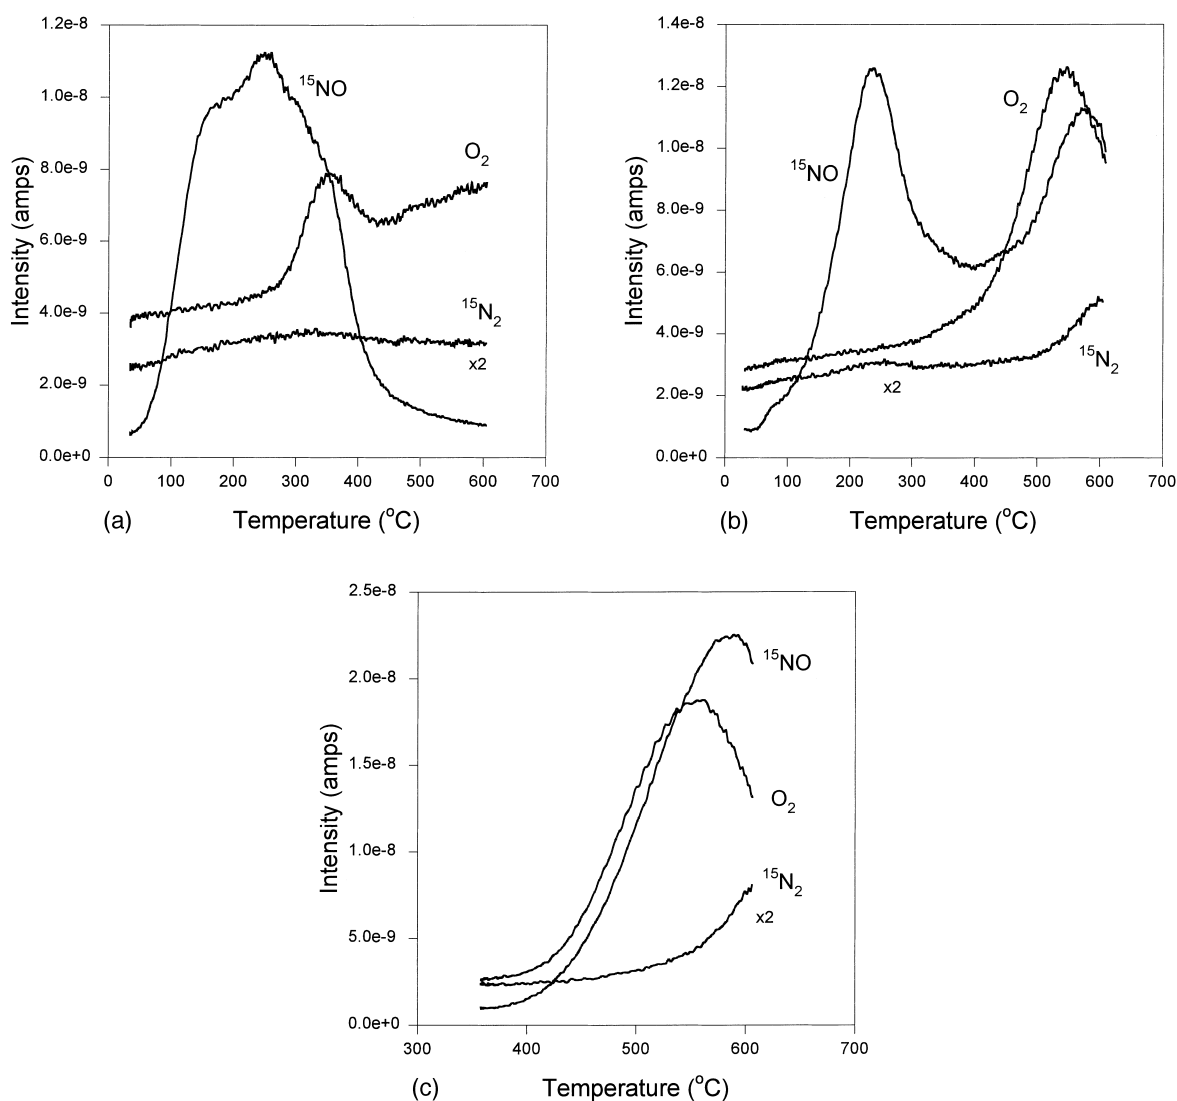 1.2e-8
1.0e-8
8.0e-9
6.0e-9
4.0e-9
2.0e-9
0.0e+0
Intensity (amps)
15NO
O2
15N2
x2
0 100 200 300 400 500 600 700
(a) Temperature (oC)
1.4e-8
1.2e-8
1.0e-8
8.0e-9
6.0e-9
4.0e-9
2.0e-9
0.0e+0
Intensity (amps)
O2
15NO
15N2
x2
0 100 200 300 400 500 600 700
(b) Temperature (oC)
2.5e-8
2.0e-8
1.5e-8
1.0e-8
5.0e-9
0.0e+0
Intensity (amps)
15NO
O2
15N2
x2
300 400 500 600 700
(c) Temperature (oC)